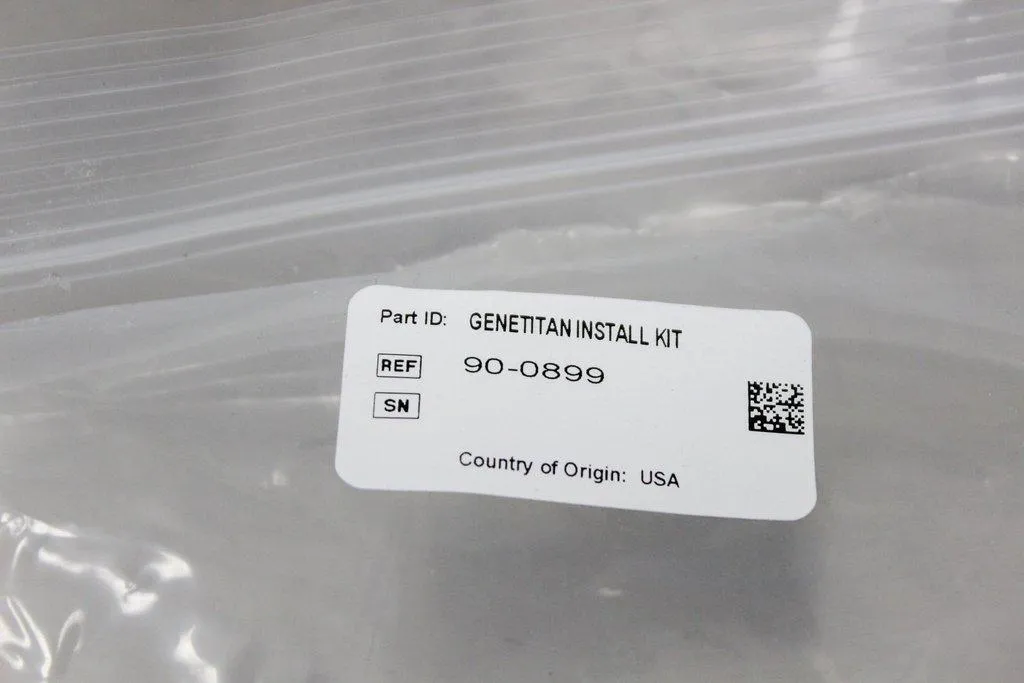 Part ID: GENETITAN INSTALL KIT
REF 90-0899
SN
Country of Origin: USA